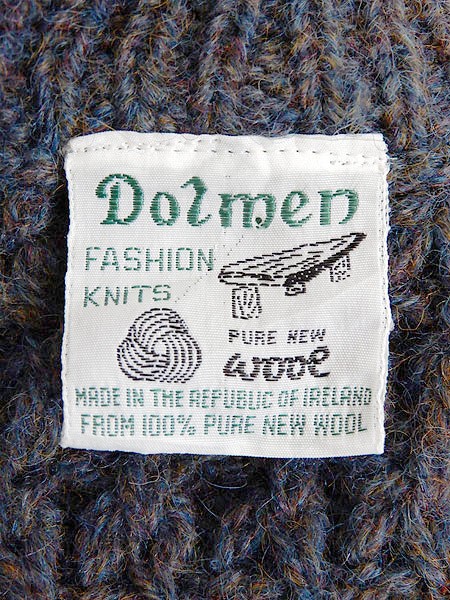 Dolmen
FASHION
KNITS
PURE NEW
wool
MADE IN THE REPUBLIC OF IRELAND
FROM 100% PURE NEW WOOL